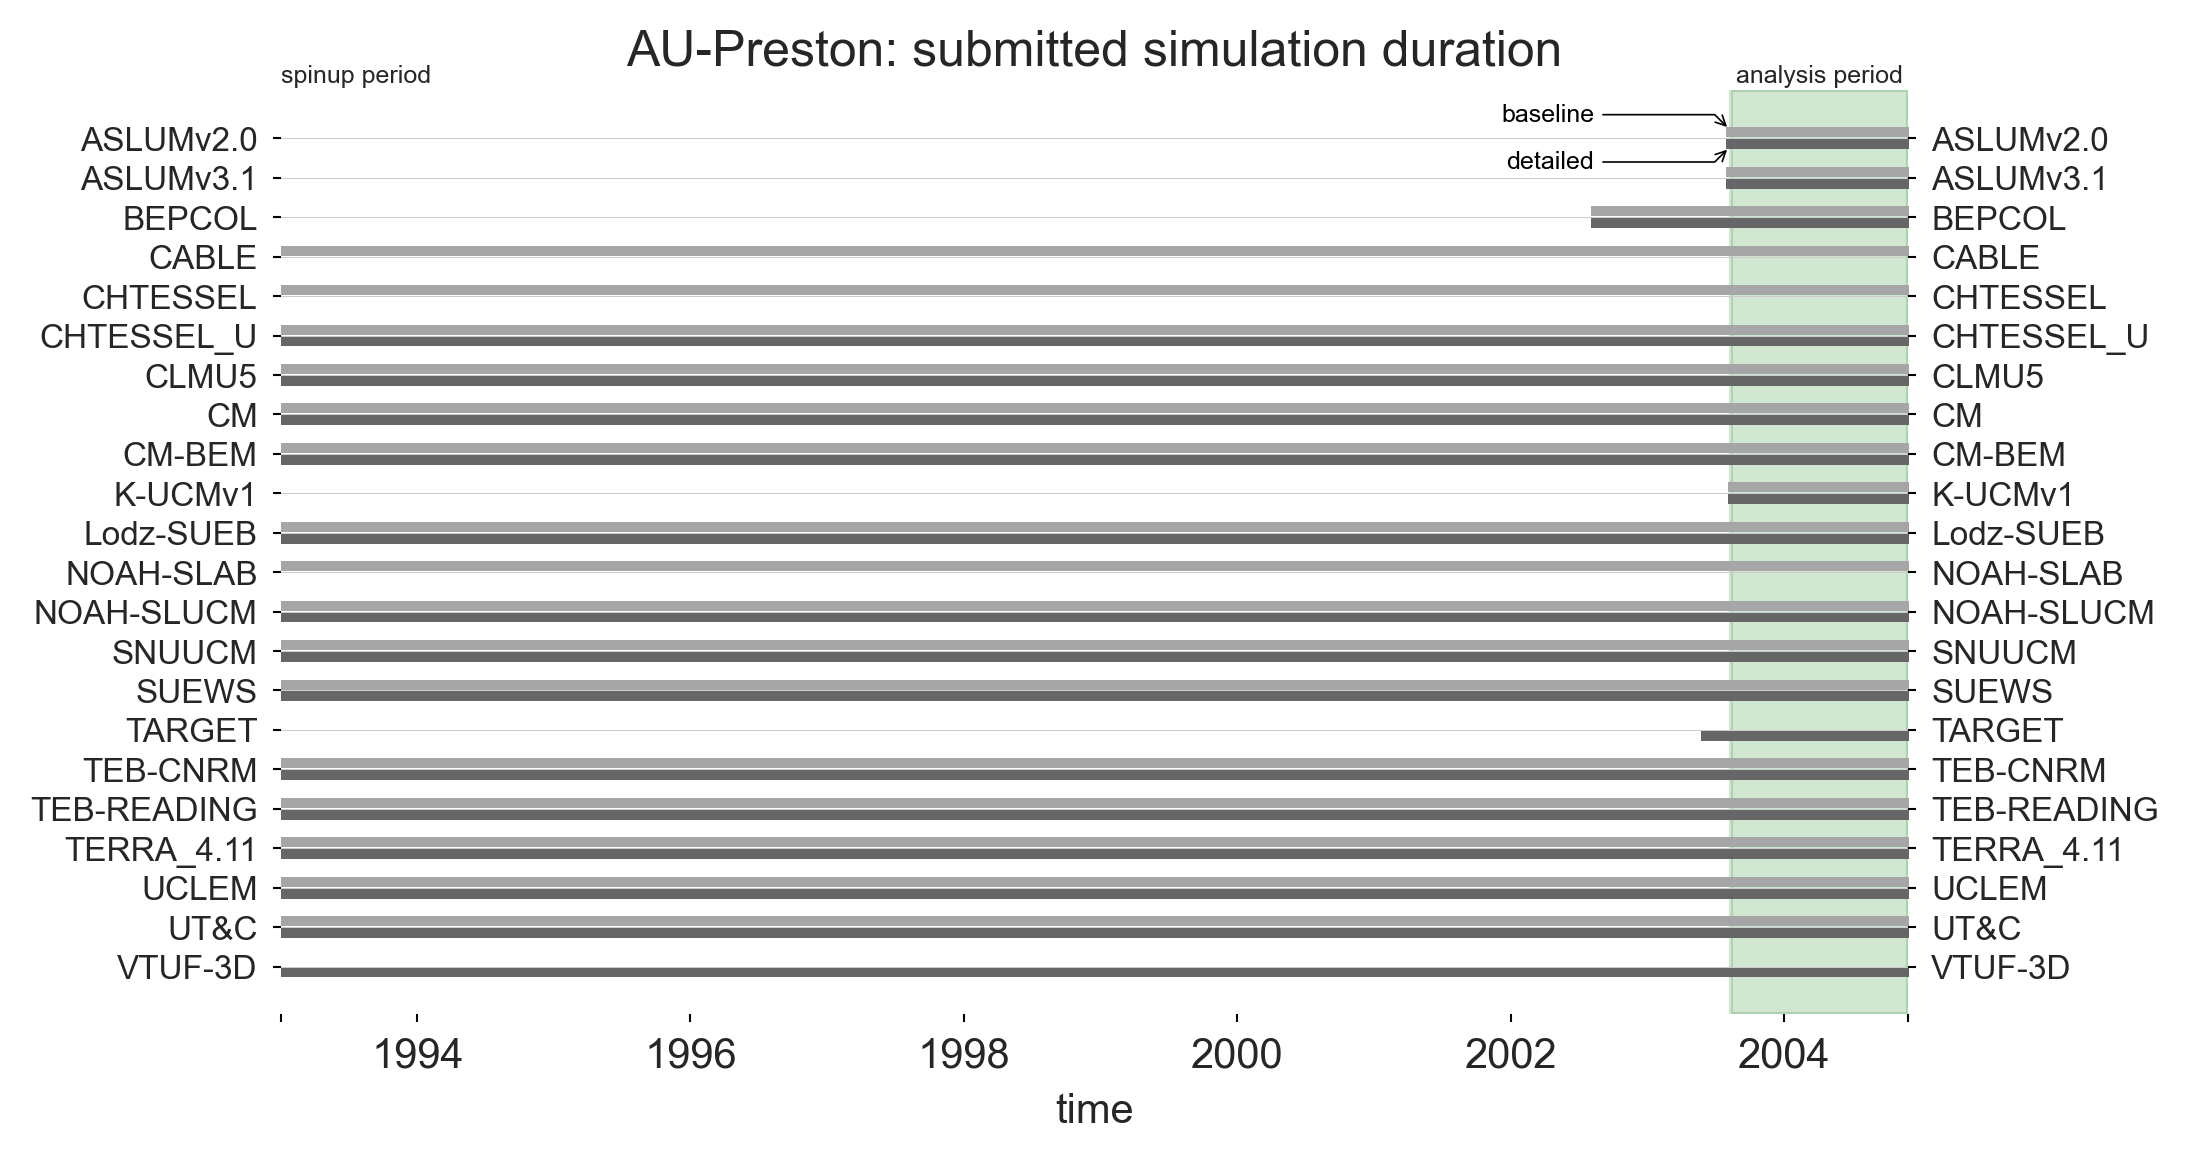 AU-Preston: submitted simulation duration
spinup period
analysis period
baseline
detailed
ASLUMv2.0 ASLUMv2.0
ASLUMv3.1 ASLUMv3.1
BEPCOL BEPCOL
CABLE CABLE
CHTESSEL CHTESSEL
CHTESSEL_U CHTESSEL_U
CLMU5 CLMU5
CM CM
CM-BEM CM-BEM
K-UCMv1 K-UCMv1
Lodz-SUEB Lodz-SUEB
NOAH-SLAB NOAH-SLAB
NOAH-SLUCM NOAH-SLUCM
SNUUCM SNUUCM
SUEWS SUEWS
TARGET TARGET
TEB-CNRM TEB-CNRM
TEB-READING TEB-READING
TERRA_4.11 TERRA_4.11
UCLEM UCLEM
UT&C UT&C
VTUF-3D VTUF-3D
1994 1996 1998 2000 2002 2004
time